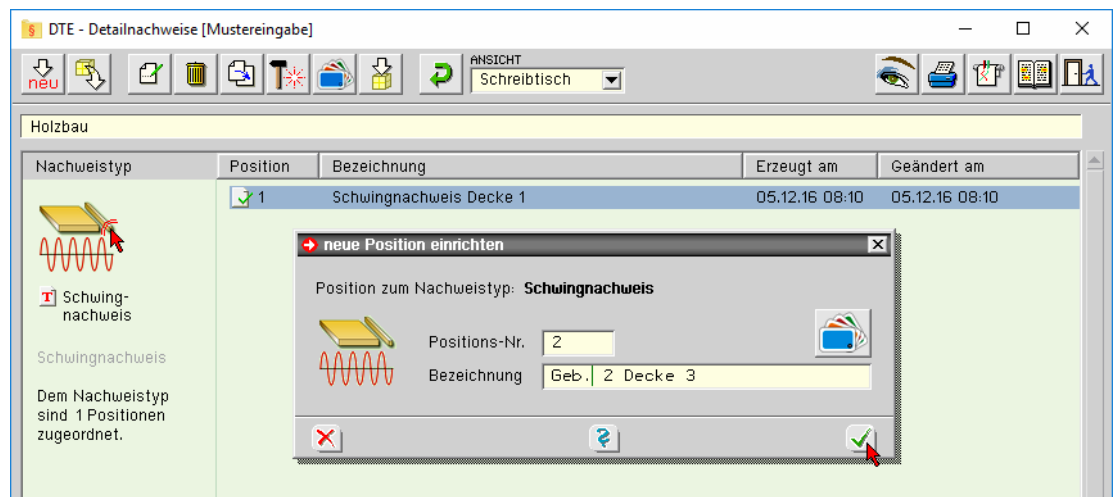 DTE - Detailnachweise [Mustereingabe]
neu
ANSICHT
Schreibtisch
Holzbau
Nachweistyp Position Bezeichnung Erzeugt am Geändert am
1 Schwingnachweis Decke 1 05.12.16 08:10 05.12.16 08:10
T Schwing-
nachweis
Schwingnachweis
Dem Nachweistyp
sind 1 Positionen
zugeordnet.
neue Position einrichten
Position zum Nachweistyp: Schwingnachweis
Positions-Nr. 2
Bezeichnung Geb. 2 Decke 3